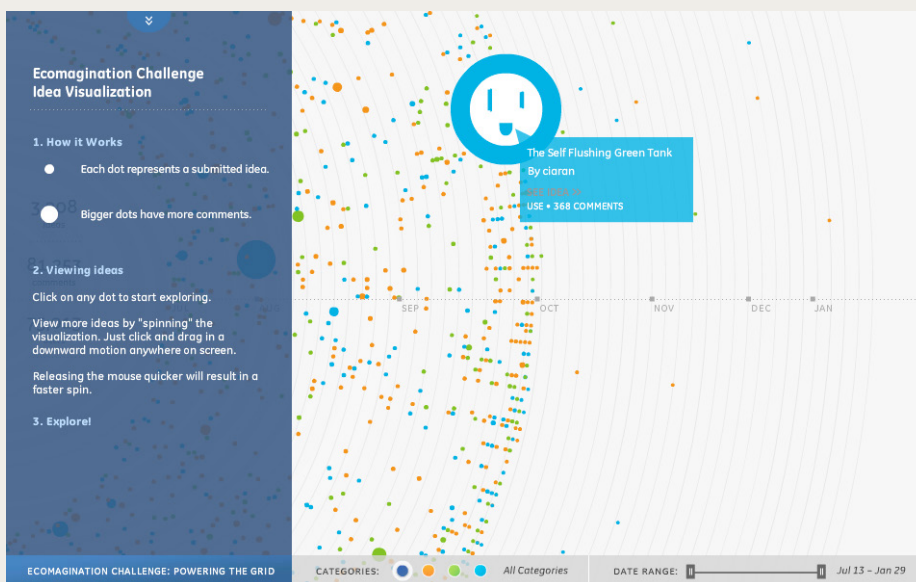 Ecomagination Challenge
Idea Visualization
1. How it Works
Each dot represents a submitted idea.
Bigger dots have more comments.
2. Viewing ideas
Click on any dot to start exploring.
View more ideas by "spinning" the
visualization. Just click and drag in a
downward motion anywhere on screen.
Releasing the mouse quicker will result in a
faster spin.
3. Explore!
The Self Flushing Green Tank
By ciaran
USE • 368 COMMENTS
SEP OCT NOV DEC JAN
ECOMAGINATION CHALLENGE: POWERING THE GRID
CATEGORIES: All Categories
DATE RANGE: Jul 13 – Jan 29